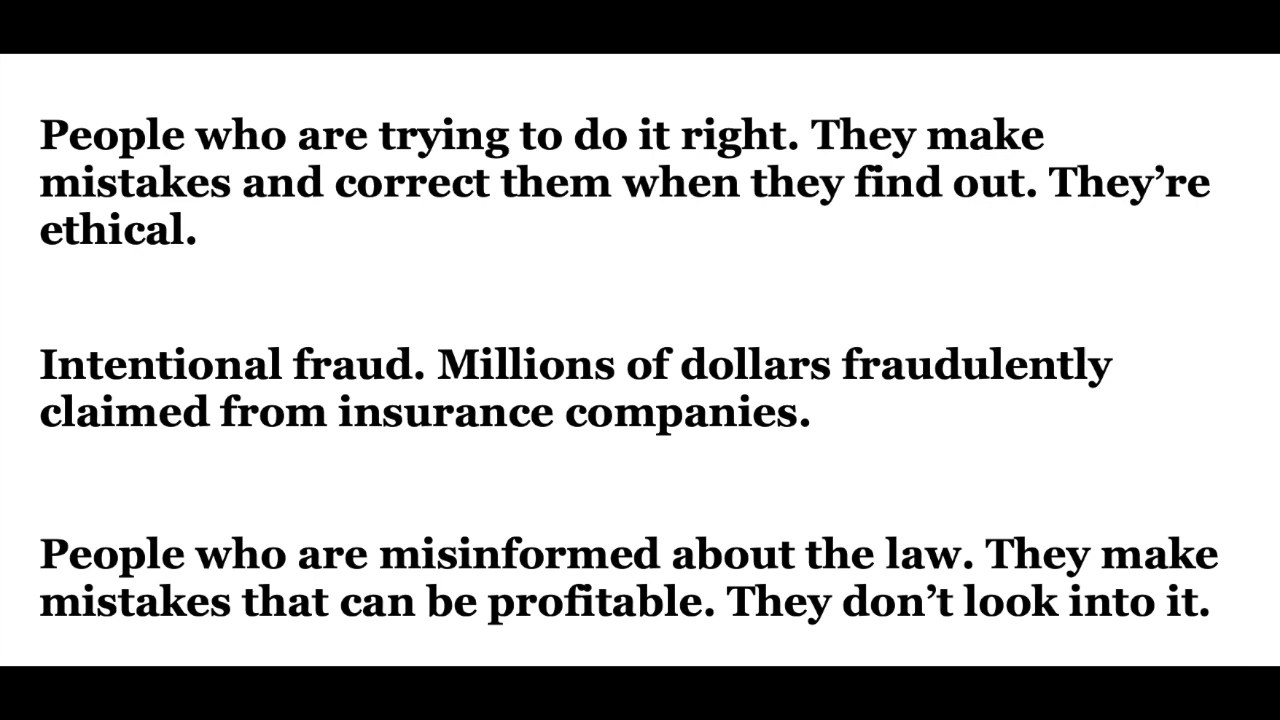 People who are trying to do it right. They make
mistakes and correct them when they find out. They’re
ethical.
Intentional fraud. Millions of dollars fraudulently
claimed from insurance companies.
People who are misinformed about the law. They make
mistakes that can be profitable. They don’t look into it.